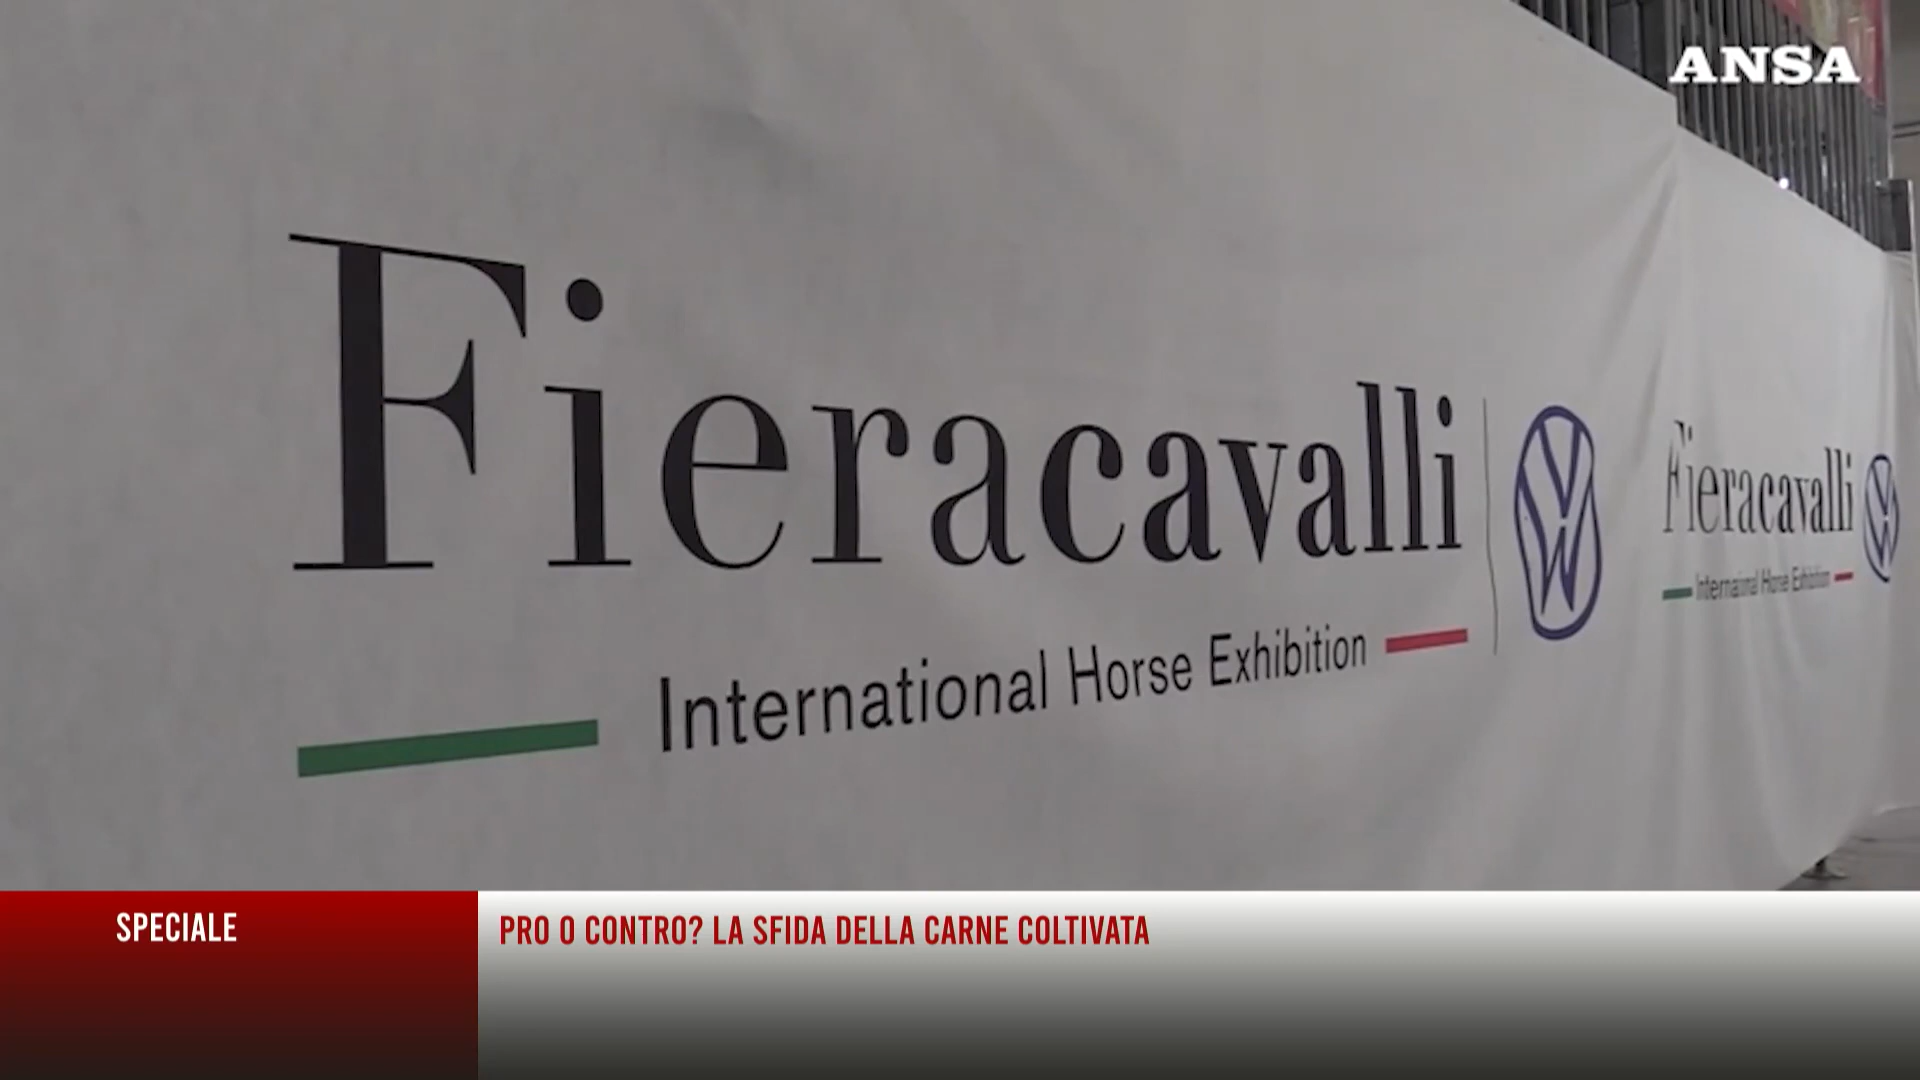 ANSA
Fieracavalli
International Horse Exhibition
Fieracavalli
International Horse Exhibition
SPECIALE
PRO O CONTRO? LA SFIDA DELLA CARNE COLTIVATA